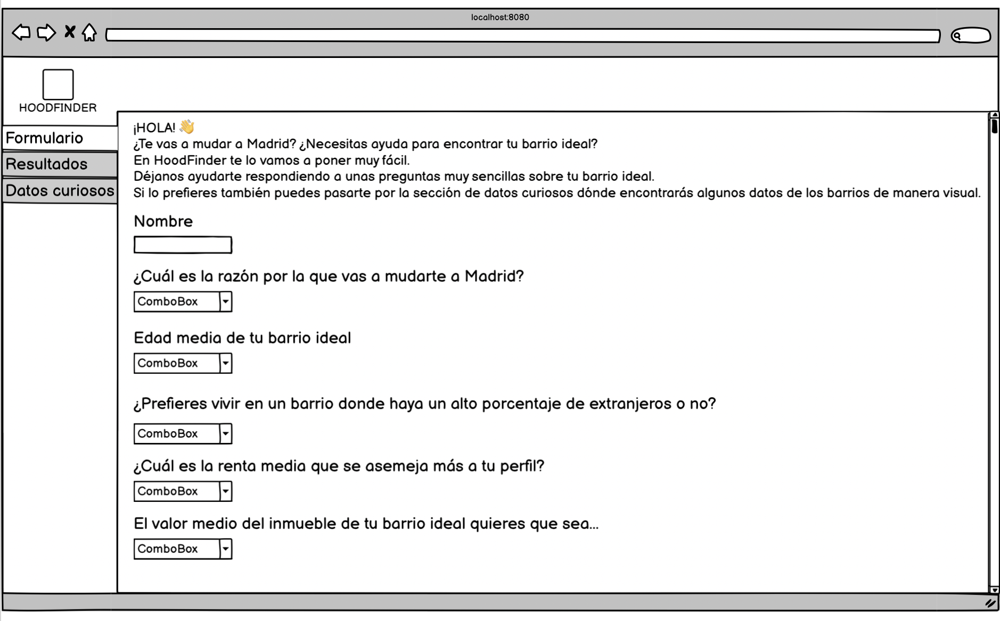 localhost:8080
HOODFINDER
Formulario
Resultados
Datos curiosos
¡HOLA! 👋
¿Te vas a mudar a Madrid? ¿Necesitas ayuda para encontrar tu barrio ideal?
En HoodFinder te lo vamos a poner muy fácil.
Déjanos ayudarte respondiendo a unas preguntas muy sencillas sobre tu barrio ideal.
Si lo prefieres también puedes pasarte por la sección de datos curiosos dónde encontrarás algunos datos de los barrios de manera visual.
Nombre
¿Cuál es la razón por la que vas a mudarte a Madrid?
ComboBox
Edad media de tu barrio ideal
ComboBox
¿Prefieres vivir en un barrio donde haya un alto porcentaje de extranjeros o no?
ComboBox
¿Cuál es la renta media que se asemeja más a tu perfil?
ComboBox
El valor medio del inmueble de tu barrio ideal quieres que sea...
ComboBox